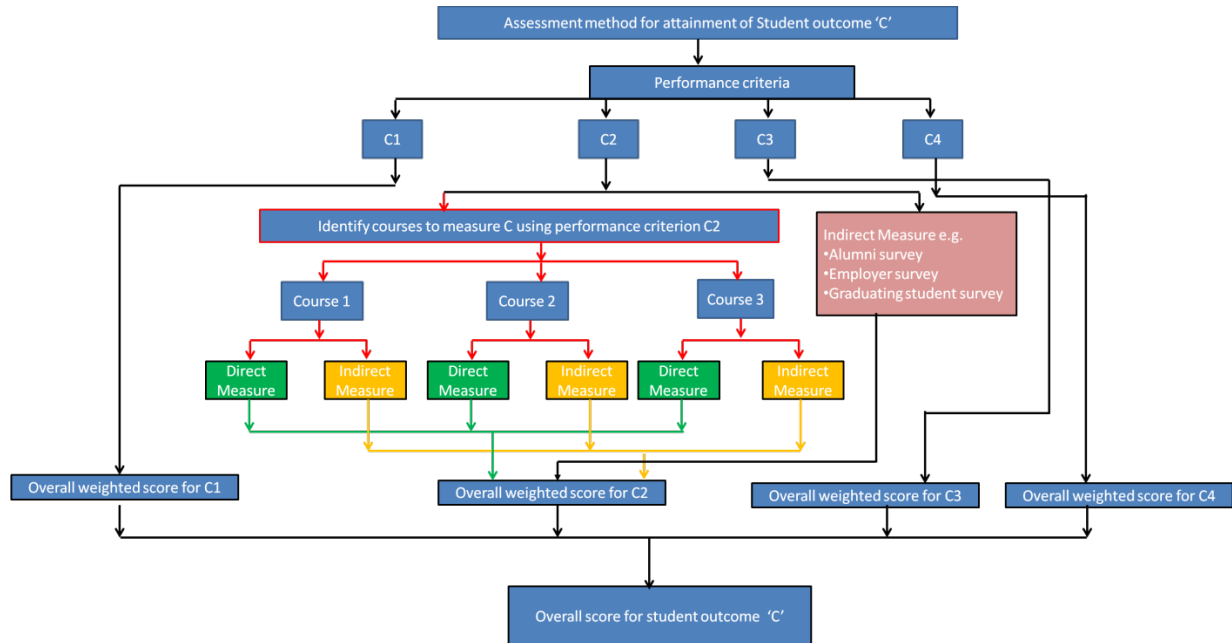 Assessment method for attainment of Student outcome ‘C’
Performance criteria
C1
C2
C3
C4
Identify courses to measure C using performance criterion C2
Indirect Measure e.g.
•Alumni survey
•Employer survey
•Graduating student survey
Course 1
Course 2
Course 3
Direct
Measure
Indirect
Measure
Direct
Measure
Indirect
Measure
Direct
Measure
Indirect
Measure
Overall weighted score for C1
Overall weighted score for C2
Overall weighted score for C3
Overall weighted score for C4
Overall score for student outcome ‘C’